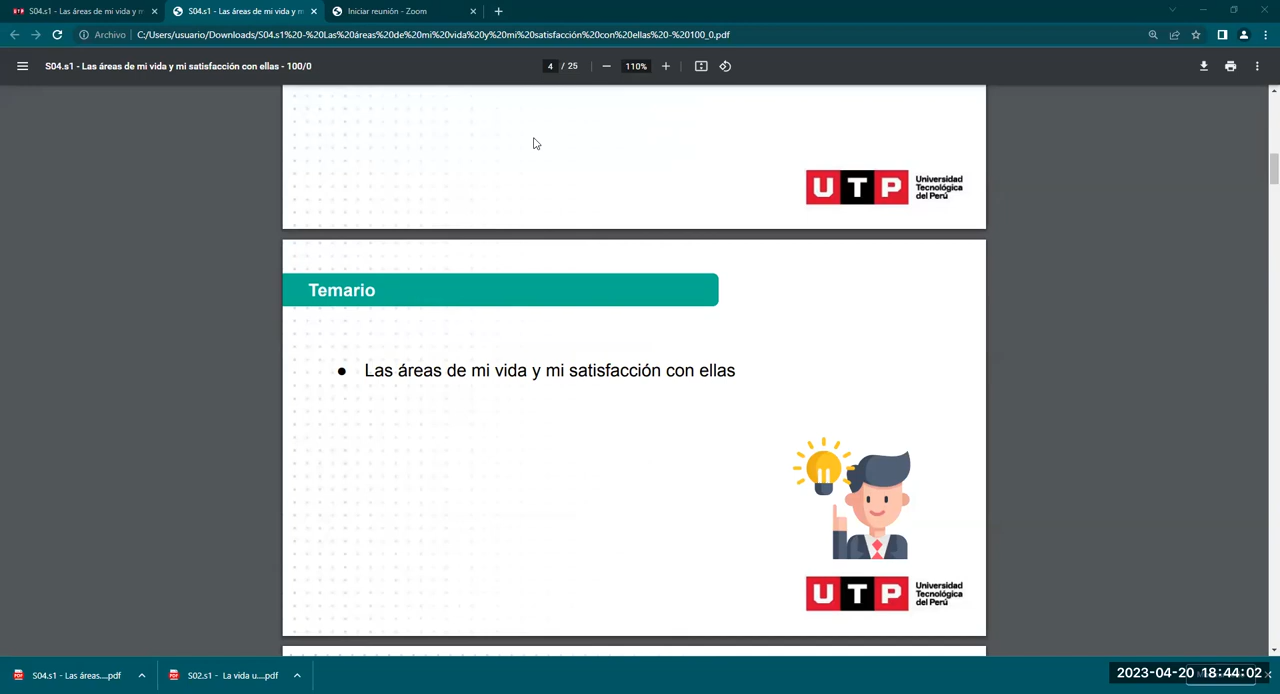 S04.s1 - Las áreas de mi vida y m
S04.s1 - Las áreas de mi vida y m
Iniciar reunión - Zoom
Archivo
C:/Users/usuario/Downloads/S04.s1%20-%20Las%20áreas%20de%20mi%20vida%20y%20mi%20satisfacción%20con%20ellas%20-%20100_0.pdf
S04.s1 - Las áreas de mi vida y mi satisfacción con ellas - 100/0
4 / 25
110%
UTP
Universidad
Tecnológica
del Perú
Temario
● Las áreas de mi vida y mi satisfacción con ellas
UTP
Universidad
Tecnológica
del Perú
S04.s1 - Las áreas....pdf
S02.s1 - La vida u....pdf
2023-04-20 18:44:02